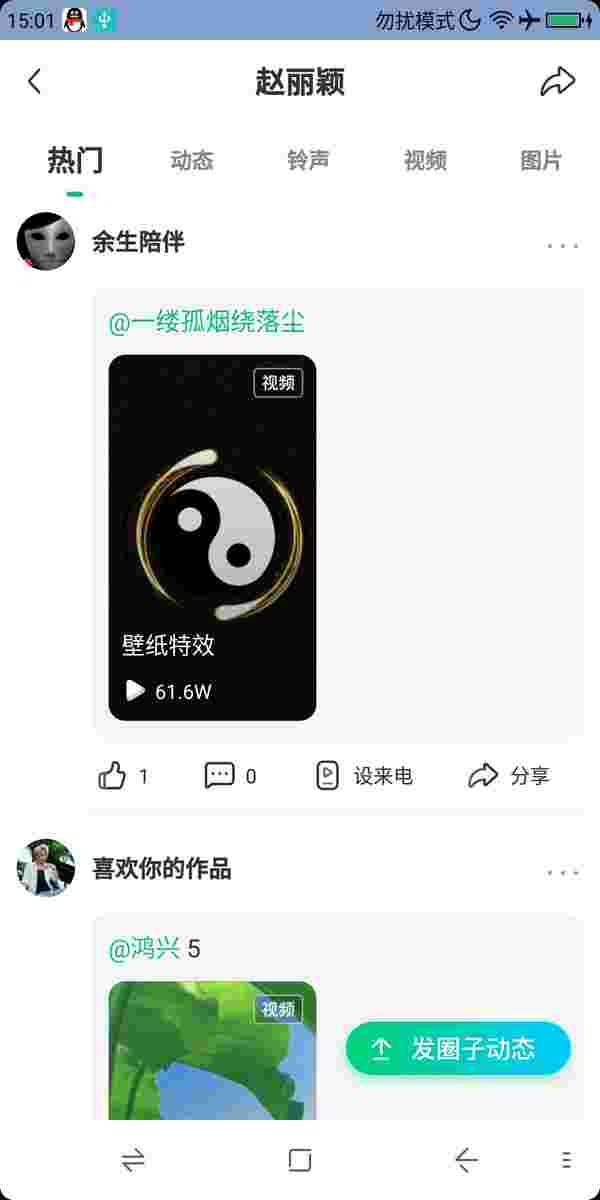 15:01 勿扰模式
赵丽颖
热门 动态 铃声 视频 图片
余生陪伴
@一缕孤烟绕落尘
视频
壁纸特效
61.6W
1 0 设来电 分享
喜欢你的作品
@鸿兴 5
视频
发圈子动态